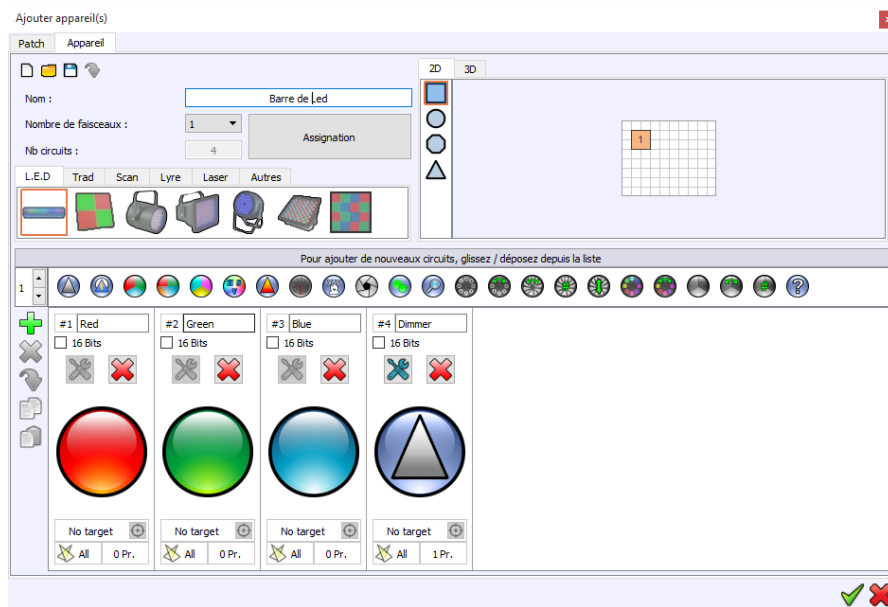 Ajouter appareil(s)
Patch Appareil
Nom : Barre de Led
Nombre de faisceaux : 1
Assignation
Nb circuits : 4
L.E.D Trad Scan Lyre Laser Autres
2D 3D
1
Pour ajouter de nouveaux circuits, glissez / déposez depuis la liste
1
#1 Red #2 Green #3 Blue #4 Dimmer
16 Bits 16 Bits 16 Bits 16 Bits
No target No target No target No target
All 0 Pr. All 0 Pr. All 0 Pr. All 1 Pr.